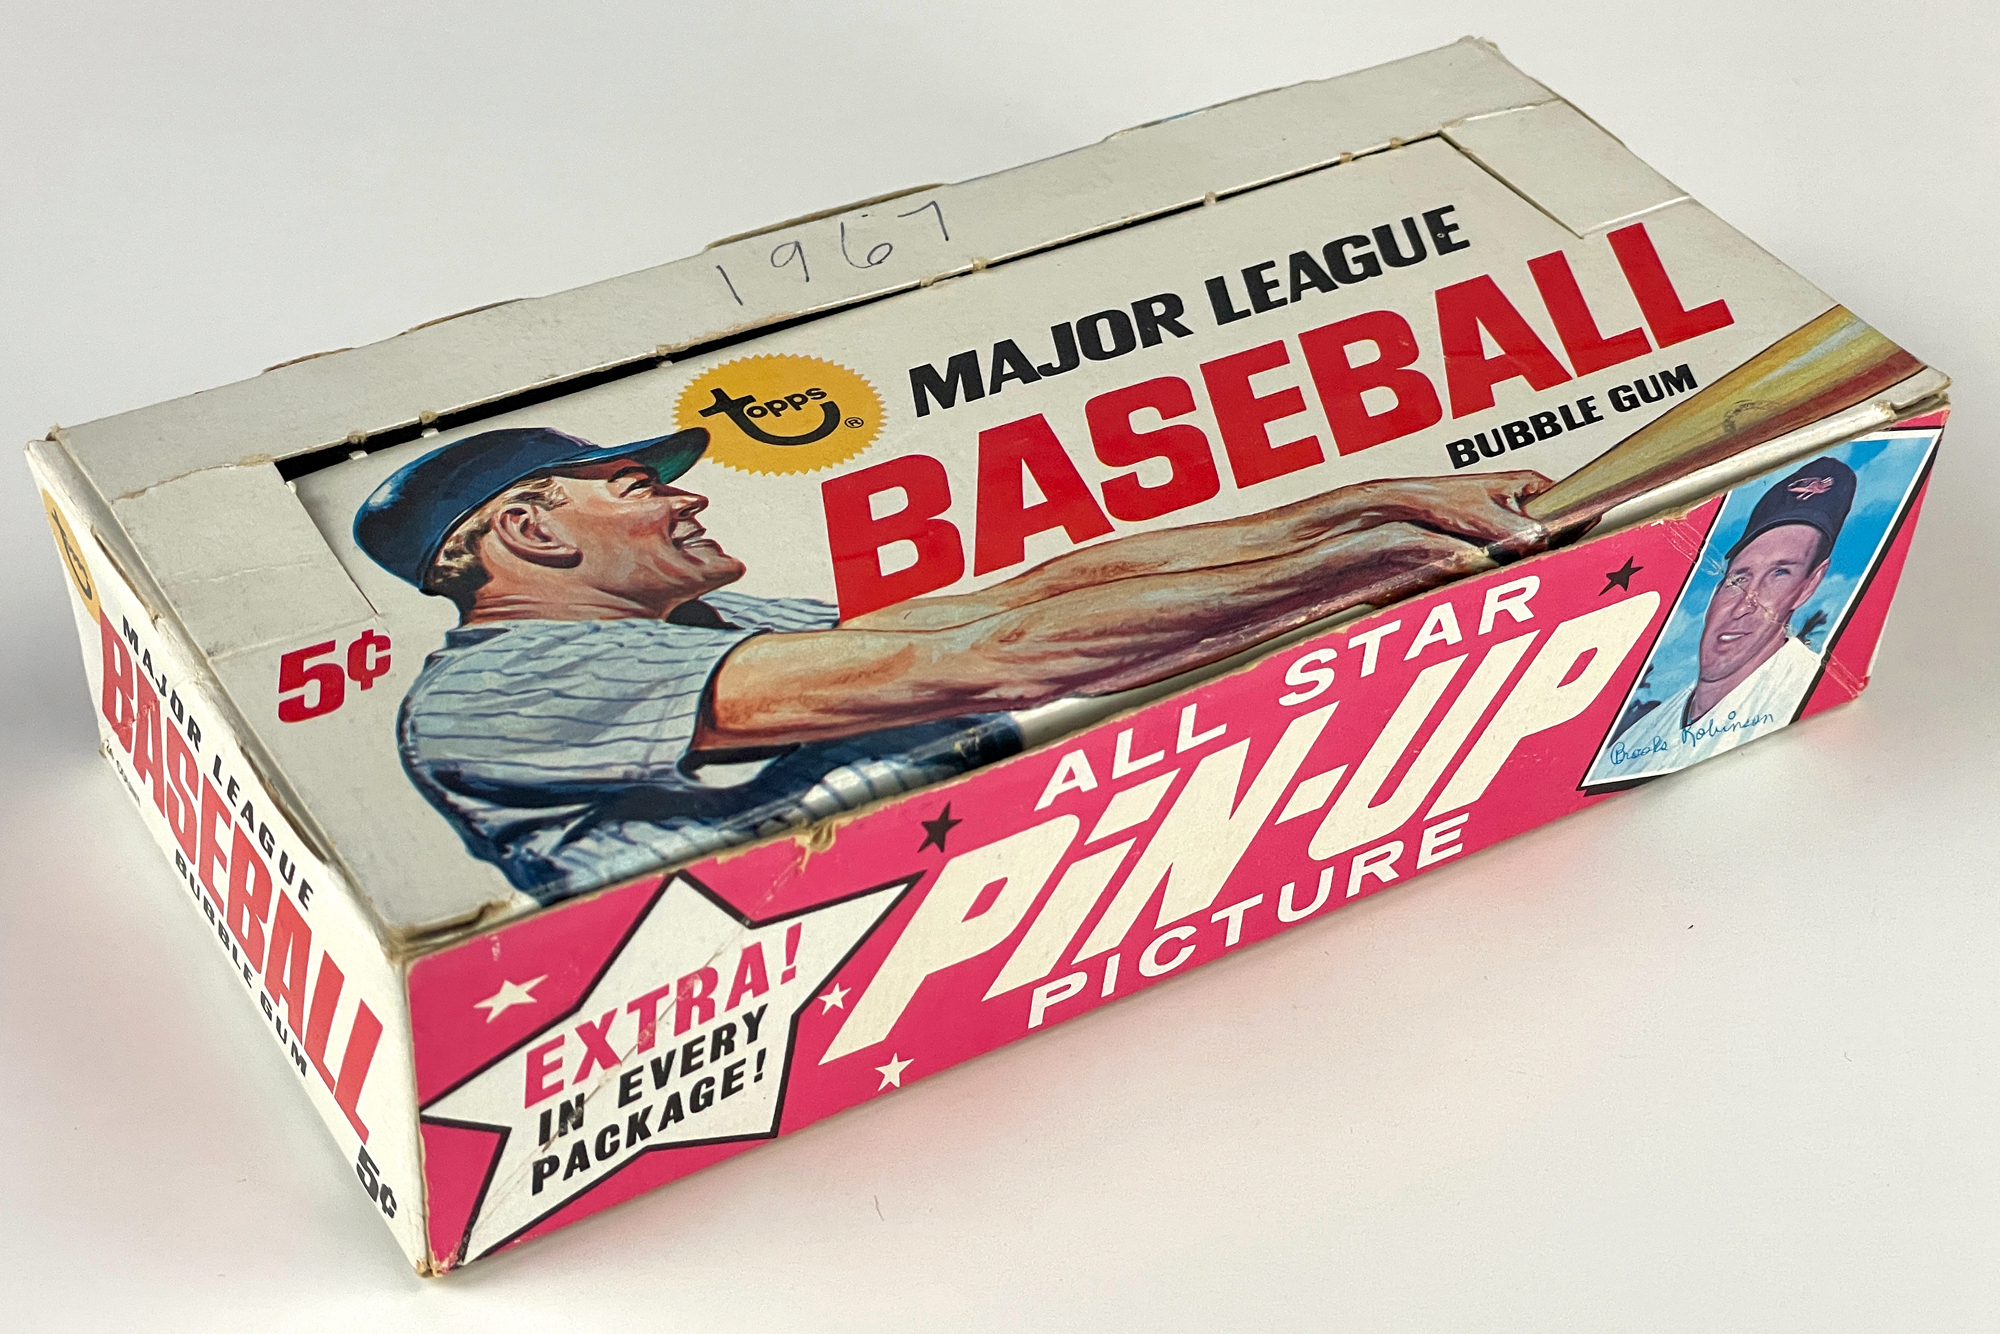 1967
topps ®
MAJOR LEAGUE
BASEBALL
BUBBLE GUM
5¢
ALL STAR
PiN-UP
PICTURE
EXTRA!
IN EVERY
PACKAGE!
Brooks Robinson
MAJOR LEAGUE
BASEBALL
BUBBLE GUM
5¢